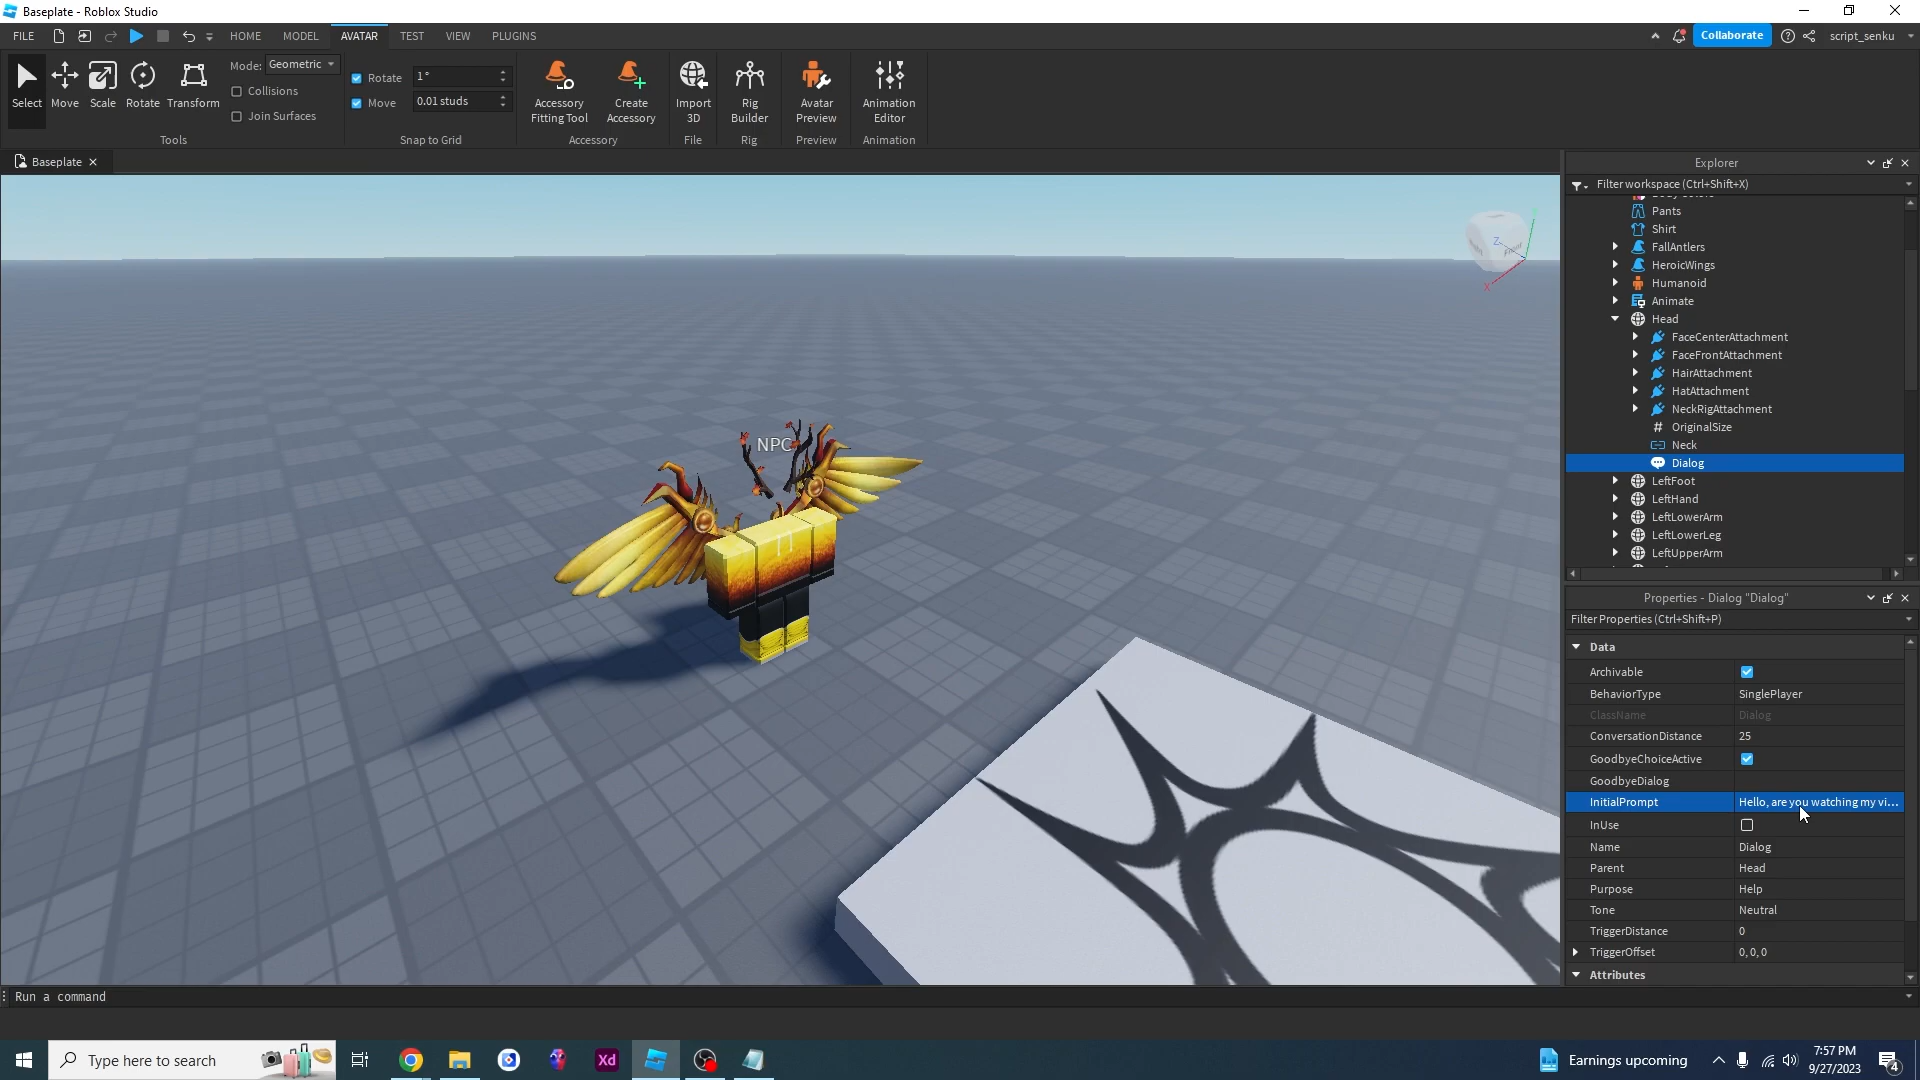 Baseplate - Roblox Studio
FILE
HOME
MODEL
AVATAR
TEST
VIEW
PLUGINS
Collaborate
script_senku
Select
Move
Scale
Rotate
Transform
Mode:
Geometric
Collisions
Join Surfaces
Rotate
1 °
Move
0.01 studs
Accessory
Fitting Tool
Create
Accessory
Import
3D
Rig
Builder
Avatar
Preview
Animation
Editor
Tools
Snap to Grid
Accessory
File
Rig
Preview
Animation
Baseplate
Explorer
Filter workspace (Ctrl+Shift+X)
Pants
Shirt
FallAntlers
HeroicWings
Humanoid
Animate
Head
FaceCenterAttachment
FaceFrontAttachment
HairAttachment
HatAttachment
NeckRigAttachment
OriginalSize
Neck
Dialog
LeftFoot
LeftHand
LeftLowerArm
LeftLowerLeg
LeftUpperArm
NPC
Z
X
Front
Properties - Dialog "Dialog"
Filter Properties (Ctrl+Shift+P)
Data
Archivable
BehaviorType SinglePlayer
ClassName Dialog
ConversationDistance 25
GoodbyeChoiceActive
GoodbyeDialog
InitialPrompt Hello, are you watching my vi...
InUse
Name Dialog
Parent Head
Purpose Help
Tone Neutral
TriggerDistance 0
TriggerOffset 0, 0, 0
Attributes
Run a command
Type here to search
Xd
Earnings upcoming
7:57 PM
9/27/2023
4